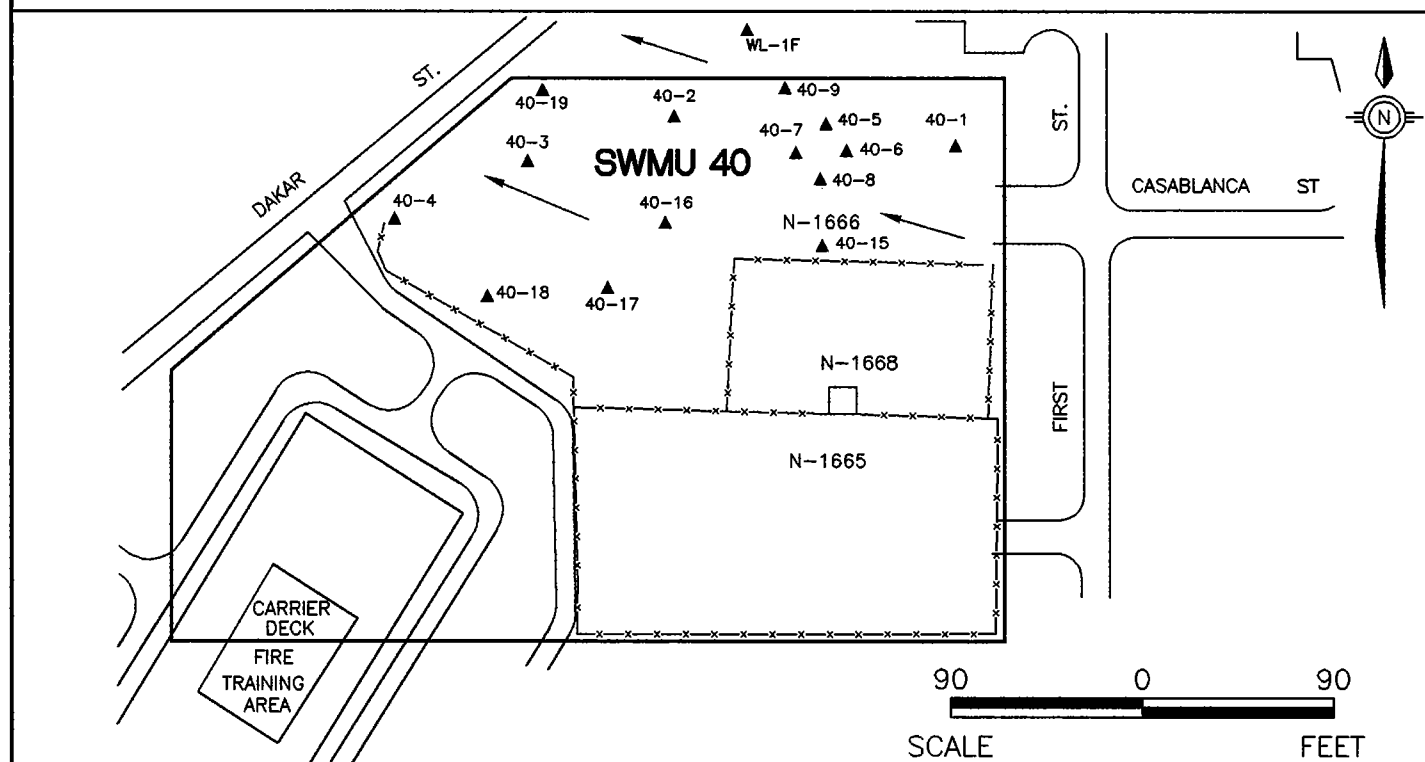 WL-1F
ST.
40-19
40-2
40-9
40-5
40-1
ST.
N
40-7
40-6
40-3
SWMU 40
40-8
DAKAR
CASABLANCA ST
40-4
40-16
N-1666
40-15
40-18
40-17
N-1668
FIRST
N-1665
CARRIER
DECK
FIRE
TRAINING
AREA
90 0 90
SCALE FEET